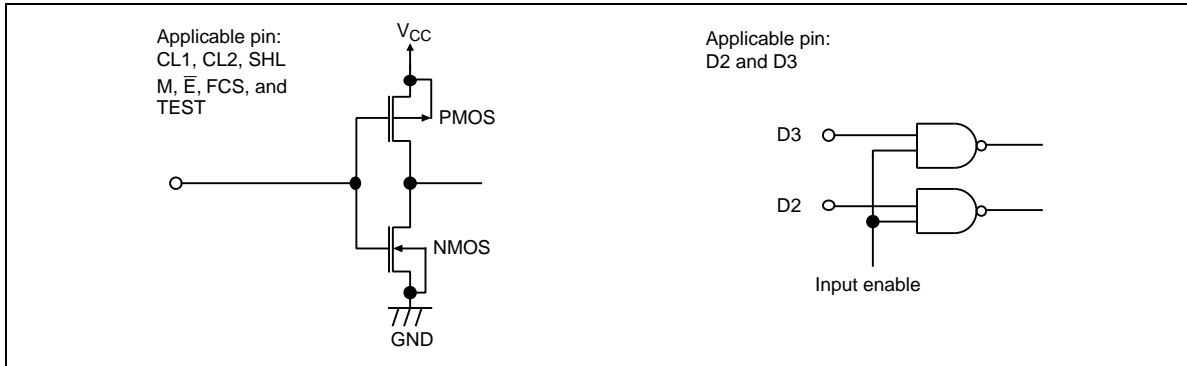 Applicable pin:
CL1, CL2, SHL
M, E̅, FCS, and
TEST
VCC
PMOS
NMOS
GND
Applicable pin:
D2 and D3
D3
D2
Input enable